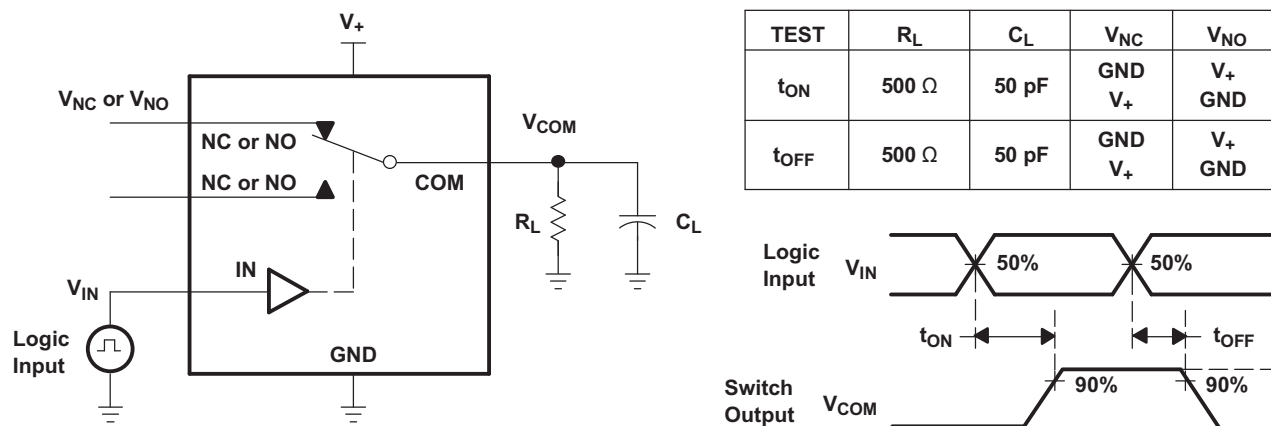 V+
VNC or VNO
NC or NO
NC or NO
VCOM
COM
RL
CL
IN
VIN
Logic
Input
GND
TEST RL CL VNC VNO
tON 500 Ω 50 pF GND V+
V+ GND
tOFF 500 Ω 50 pF GND V+
V+ GND
Logic
Input
VIN
50% 50%
tON tOFF
Switch
Output
VCOM
90% 90%